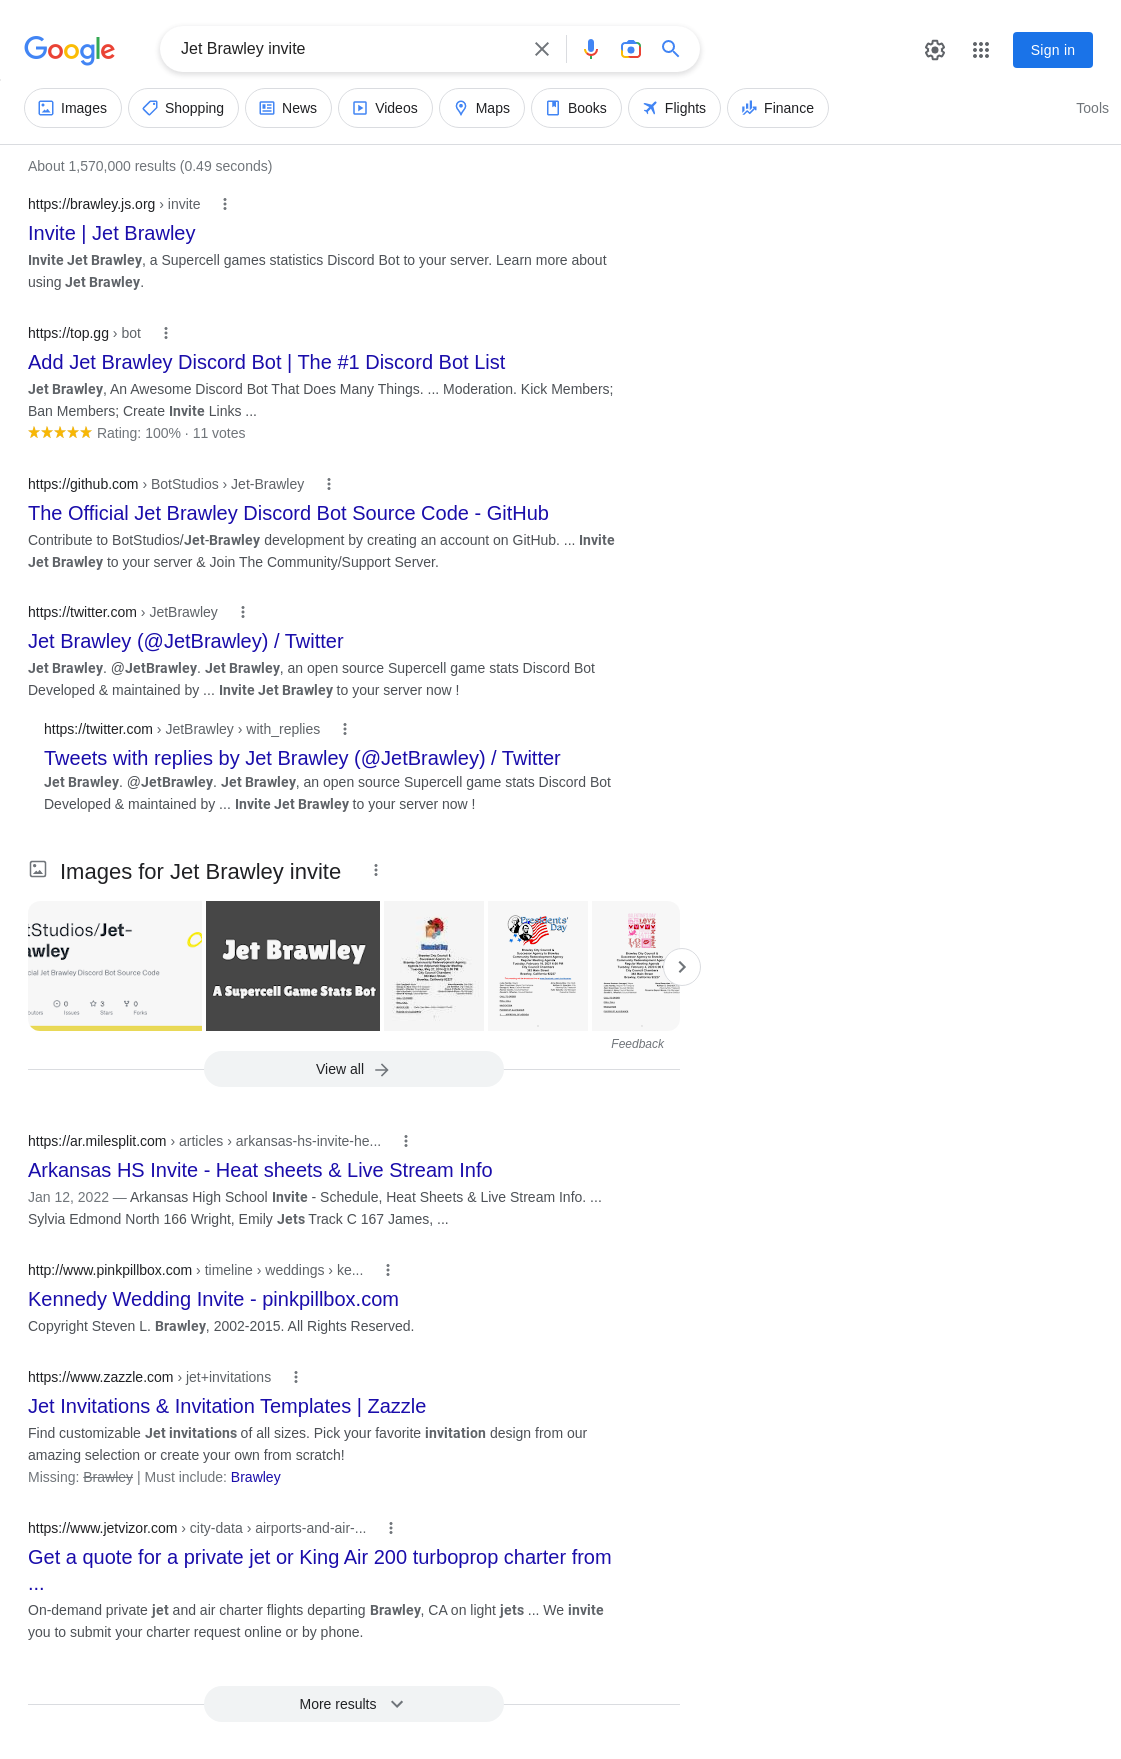 Google
Jet Brawley invite
Sign in
Images
Shopping
News
Videos
Maps
Books
Flights
Finance
Tools
About 1,570,000 results (0.49 seconds)
https://brawley.js.org › invite
Invite | Jet Brawley
Invite Jet Brawley, a Supercell games statistics Discord Bot to your server. Learn more about
using Jet Brawley.
https://top.gg › bot
Add Jet Brawley Discord Bot | The #1 Discord Bot List
Jet Brawley, An Awesome Discord Bot That Does Many Things. ... Moderation. Kick Members;
Ban Members; Create Invite Links ...
Rating: 100% · 11 votes
https://github.com › BotStudios › Jet-Brawley
The Official Jet Brawley Discord Bot Source Code - GitHub
Contribute to BotStudios/Jet-Brawley development by creating an account on GitHub. ... Invite
Jet Brawley to your server & Join The Community/Support Server.
https://twitter.com › JetBrawley
Jet Brawley (@JetBrawley) / Twitter
Jet Brawley. @JetBrawley. Jet Brawley, an open source Supercell game stats Discord Bot
Developed & maintained by ... Invite Jet Brawley to your server now !
https://twitter.com › JetBrawley › with_replies
Tweets with replies by Jet Brawley (@JetBrawley) / Twitter
Jet Brawley. @JetBrawley. Jet Brawley, an open source Supercell game stats Discord Bot
Developed & maintained by ... Invite Jet Brawley to your server now !
Images for Jet Brawley invite
tStudios/Jet-
awley
cial Jet Brawley Discord Bot Source Code
0
3
0
Issues
Stars
Forks
Jet Brawley
A Supercell Game Stats Bot
Memorial Day
Presidents'
Day
Feedback
View all
https://ar.milesplit.com › articles › arkansas-hs-invite-he...
Arkansas HS Invite - Heat sheets & Live Stream Info
Jan 12, 2022 — Arkansas High School Invite - Schedule, Heat Sheets & Live Stream Info. ...
Sylvia Edmond North 166 Wright, Emily Jets Track C 167 James, ...
http://www.pinkpillbox.com › timeline › weddings › ke...
Kennedy Wedding Invite - pinkpillbox.com
Copyright Steven L. Brawley, 2002-2015. All Rights Reserved.
https://www.zazzle.com › jet+invitations
Jet Invitations & Invitation Templates | Zazzle
Find customizable Jet invitations of all sizes. Pick your favorite invitation design from our
amazing selection or create your own from scratch!
Missing: Brawley | Must include: Brawley
https://www.jetvizor.com › city-data › airports-and-air-...
Get a quote for a private jet or King Air 200 turboprop charter from
...
On-demand private jet and air charter flights departing Brawley, CA on light jets ... We invite
you to submit your charter request online or by phone.
More results